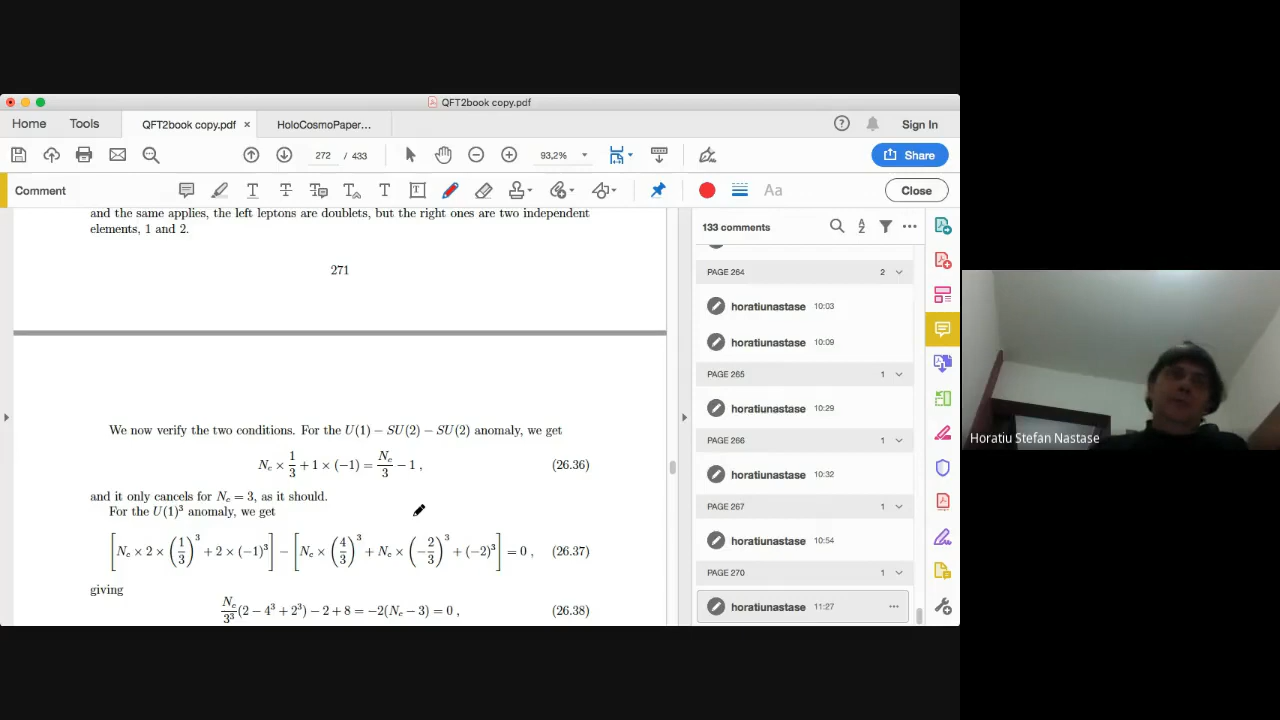 QFT2book copy.pdf
Home
Tools
QFT2book copy.pdf ×
HoloCosmoPaper...
Sign In
272 / 433
93,2%
Share
Comment
Aa
Close
and the same applies, the left leptons are doublets, but the right ones are two independent
elements, 1 and 2.
271
We now verify the two conditions. For the U(1) − SU(2) − SU(2) anomaly, we get
N_c × 1/3 + 1 × (−1) = N_c/3 − 1 , (26.36)
and it only cancels for N_c = 3, as it should.
For the U(1)³ anomaly, we get
[N_c × 2 × (1/3)³ + 2 × (−1)³] − [N_c × (4/3)³ + N_c × (−2/3)³ + (−2)³] = 0 , (26.37)
giving
N_c/3³ (2 − 4³ + 2³) − 2 + 8 = −2(N_c − 3) = 0 , (26.38)
133 comments
PAGE 264 2
horatiunastase 10:03
horatiunastase 10:09
PAGE 265 1
horatiunastase 10:29
PAGE 266 1
horatiunastase 10:32
PAGE 267 1
horatiunastase 10:54
PAGE 270 1
horatiunastase 11:27
Horatiu Stefan Nastase